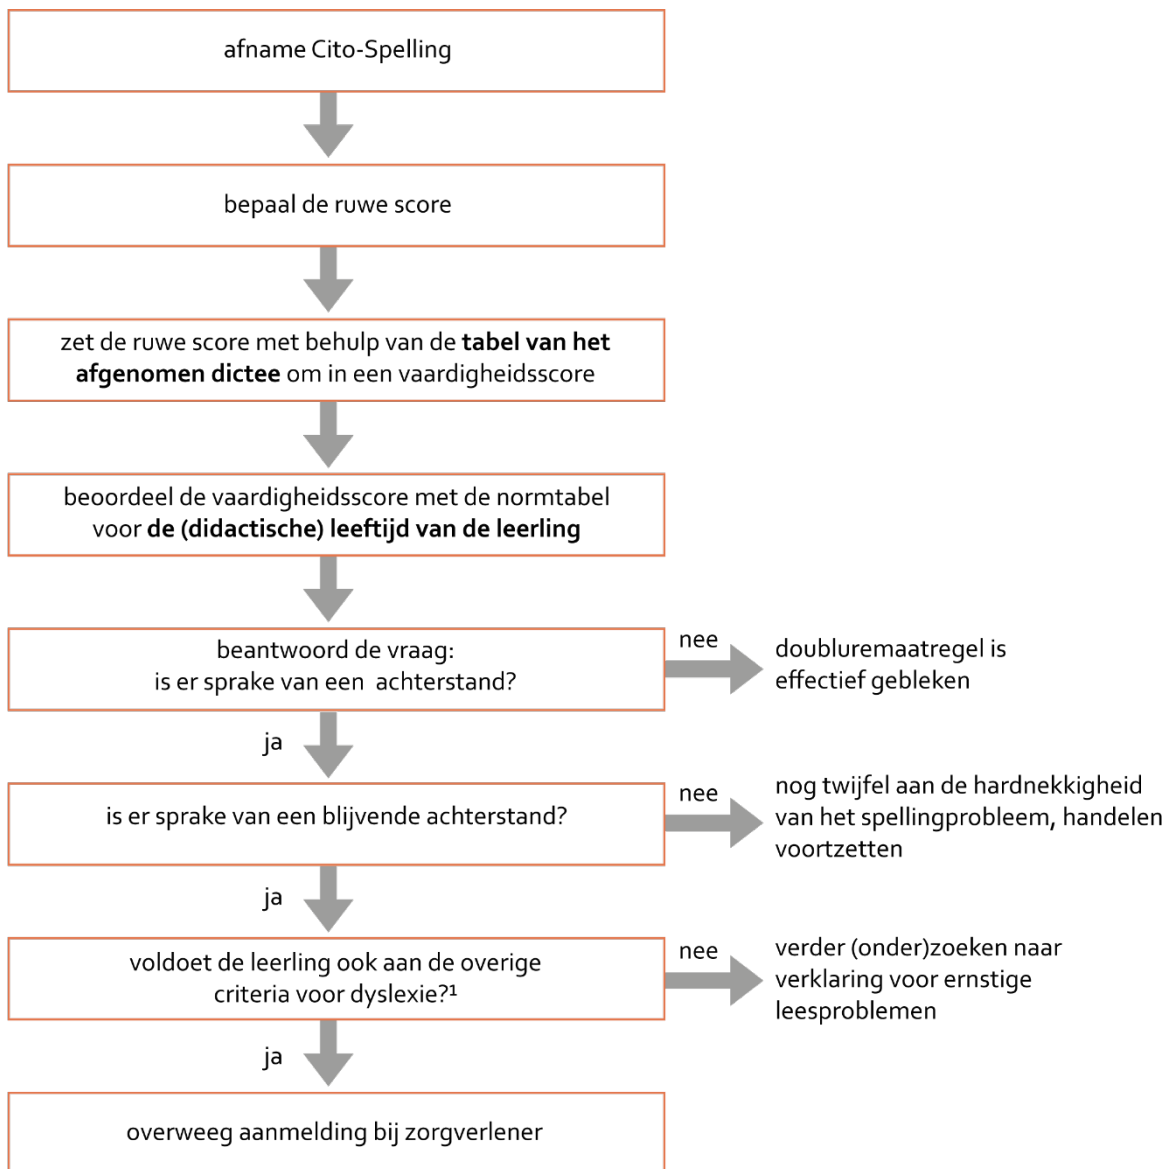 afname Cito-Spelling
bepaal de ruwe score
zet de ruwe score met behulp van de tabel van het
afgenomen dictee om in een vaardigheidsscore
beoordeel de vaardigheidsscore met de normtabel
voor de (didactische) leeftijd van de leerling
beantwoord de vraag:
is er sprake van een achterstand?
nee
doubluremaatregel is
effectief gebleken
ja
is er sprake van een blijvende achterstand?
nee
nog twijfel aan de hardnekkigheid
van het spellingprobleem, handelen
voortzetten
ja
voldoet de leerling ook aan de overige
criteria voor dyslexie?¹
nee
verder (onder)zoeken naar
verklaring voor ernstige
leesproblemen
ja
overweeg aanmelding bij zorgverlener